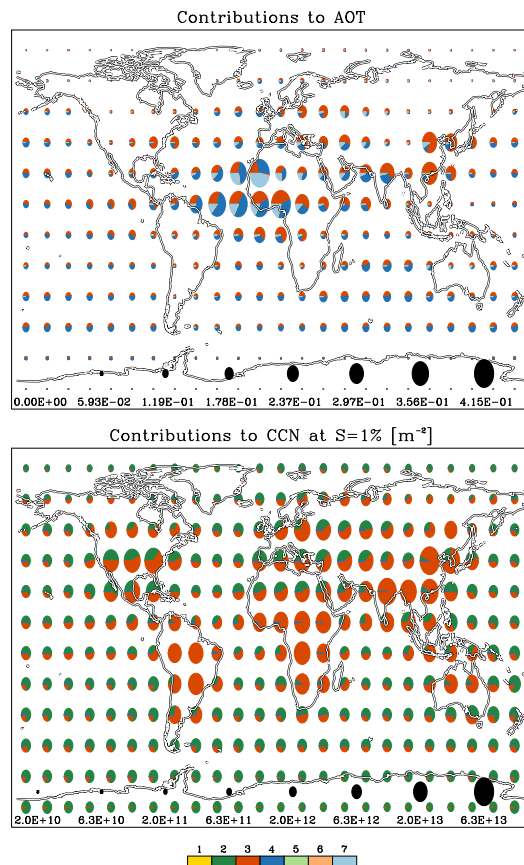 Contributions to AOT
0.00E+00 5.93E-02 1.19E-01 1.78E-01 2.37E-01 2.97E-01 3.56E-01 4.15E-01
Contributions to CCN at S=1% [m⁻²]
2.0E+10 6.3E+10 2.0E+11 6.3E+11 2.0E+12 6.3E+12 2.0E+13 6.3E+13
1 2 3 4 5 6 7